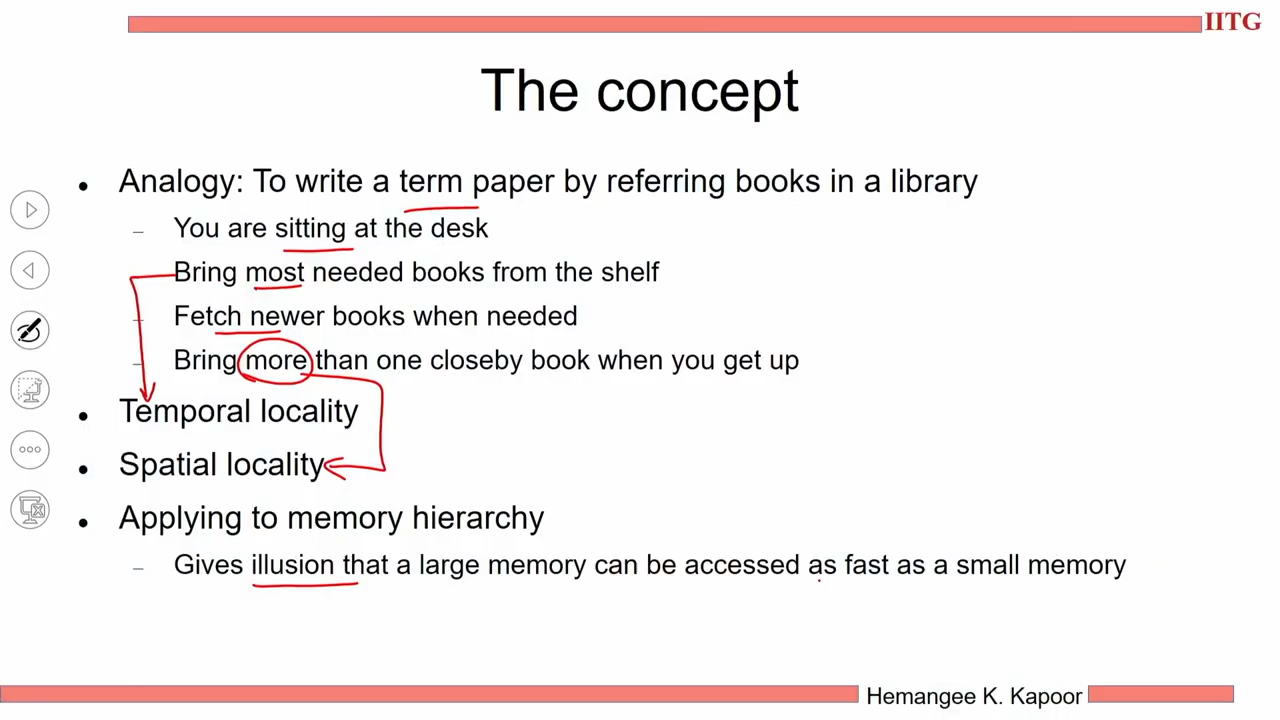 IITG
The concept
• Analogy: To write a term paper by referring books in a library
– You are sitting at the desk
Bring most needed books from the shelf
– Fetch newer books when needed
– Bring more than one closeby book when you get up
• Temporal locality
• Spatial locality
• Applying to memory hierarchy
– Gives illusion that a large memory can be accessed as fast as a small memory
Hemangee K. Kapoor